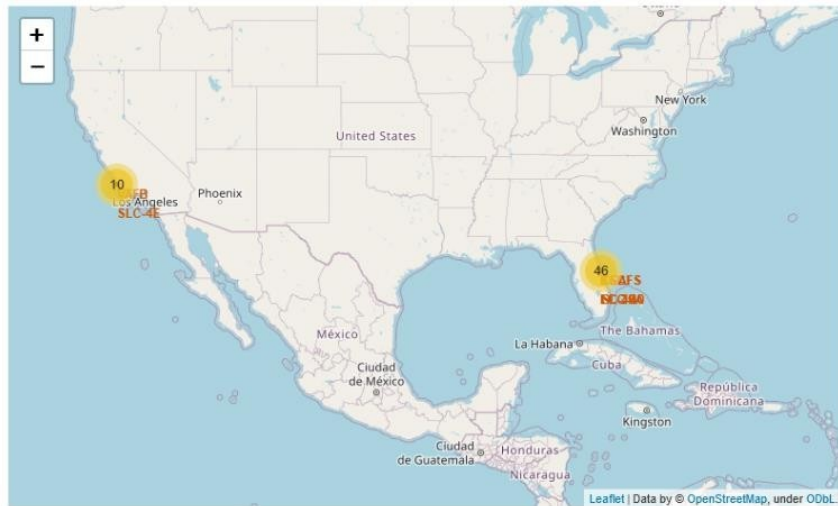 +
−
Ottawa
New York
Washington
United States
10
Los Angeles
Phoenix
SLC-4E
46
The Bahamas
México
La Habana
Cuba
Ciudad
de México
República
Dominicana
Kingston
Ciudad
de Guatemala
Honduras
Nicaragua
Leaflet | Data by © OpenStreetMap, under ODbL.